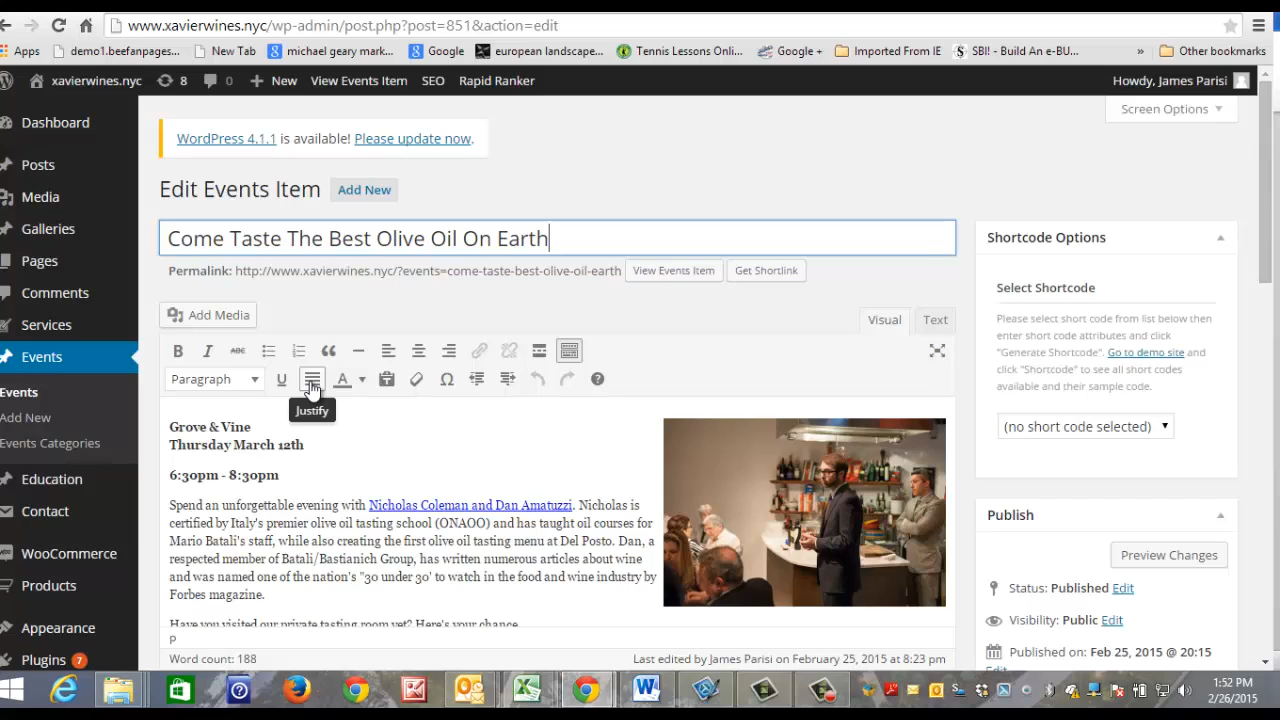 www.xavierwines.nyc/wp-admin/post.php?post=851&action=edit
Apps demo1.beefanpages... New Tab michael geary mark... Google european landscape... Tennis Lessons Onli... Google + Imported From IE SBI! - Build An e-BU... » Other bookmarks
xavierwines.nyc 8 0 + New View Events Item SEO Rapid Ranker Howdy, James Parisi
Screen Options
Dashboard
Posts
Media
Galleries
Pages
Comments
Services
Events
Events
Add New
Events Categories
Education
Contact
WooCommerce
Products
Appearance
Plugins 7
WordPress 4.1.1 is available! Please update now.
Edit Events Item Add New
Come Taste The Best Olive Oil On Earth
Permalink: http://www.xavierwines.nyc/?events=come-taste-best-olive-oil-earth View Events Item Get Shortlink
Add Media
Visual Text
B I ABC
Paragraph U A Ω
Justify
Grove & Vine
Thursday March 12th
6:30pm - 8:30pm
Spend an unforgettable evening with Nicholas Coleman and Dan Amatuzzi. Nicholas is
certified by Italy's premier olive oil tasting school (ONAOO) and has taught oil courses for
Mario Batali's staff, while also creating the first olive oil tasting menu at Del Posto. Dan, a
respected member of Batali/Bastianich Group, has written numerous articles about wine
and was named one of the nation's "30 under 30' to watch in the food and wine industry by
Forbes magazine.
Have you visited our private tasting room yet? Here's your chance.
P
Word count: 188 Last edited by James Parisi on February 25, 2015 at 8:23 pm
Shortcode Options
Select Shortcode
Please select short code from list below then
enter short code attributes and click
"Generate Shortcode". Go to demo site and
click "Shortcode" to see all short codes
available and their sample code.
(no short code selected)
Publish
Preview Changes
Status: Published Edit
Visibility: Public Edit
Published on: Feb 25, 2015 @ 20:15
Edit
1:52 PM
2/26/2015